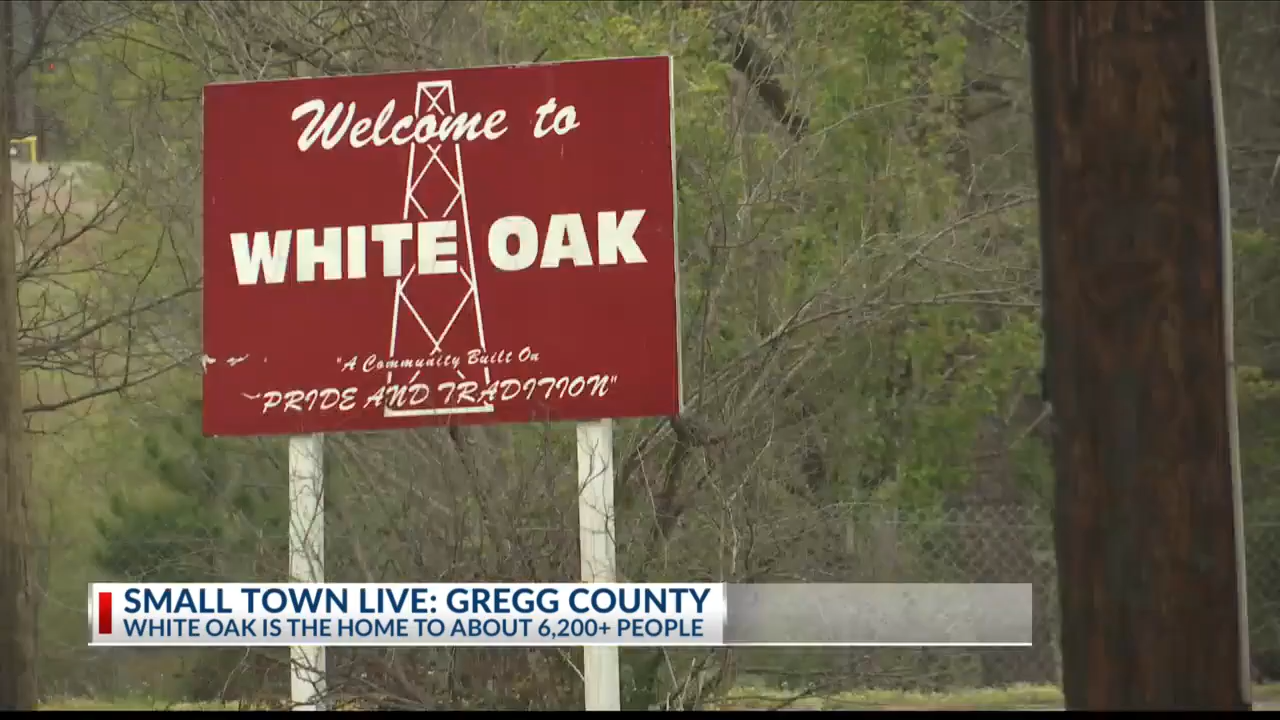 Welcome to
WHITE OAK
"A Community Built On
PRIDE AND TRADITION"
SMALL TOWN LIVE: GREGG COUNTY
WHITE OAK IS THE HOME TO ABOUT 6,200+ PEOPLE